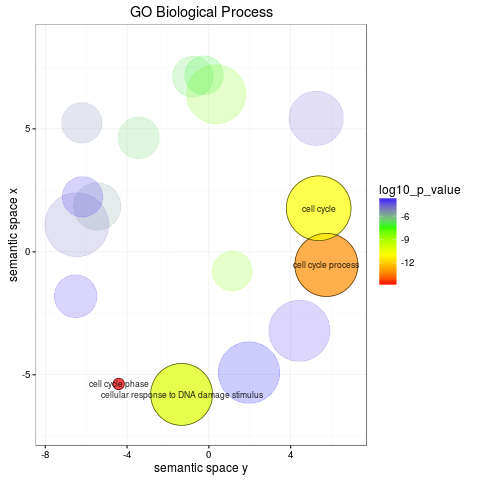 GO Biological Process
semantic space x
5
0
-5
cell cycle
cell cycle process
cell cycle phase
cellular response to DNA damage stimulus
-8
-4
0
4
semantic space y
log10_p_value
-6
-9
-12